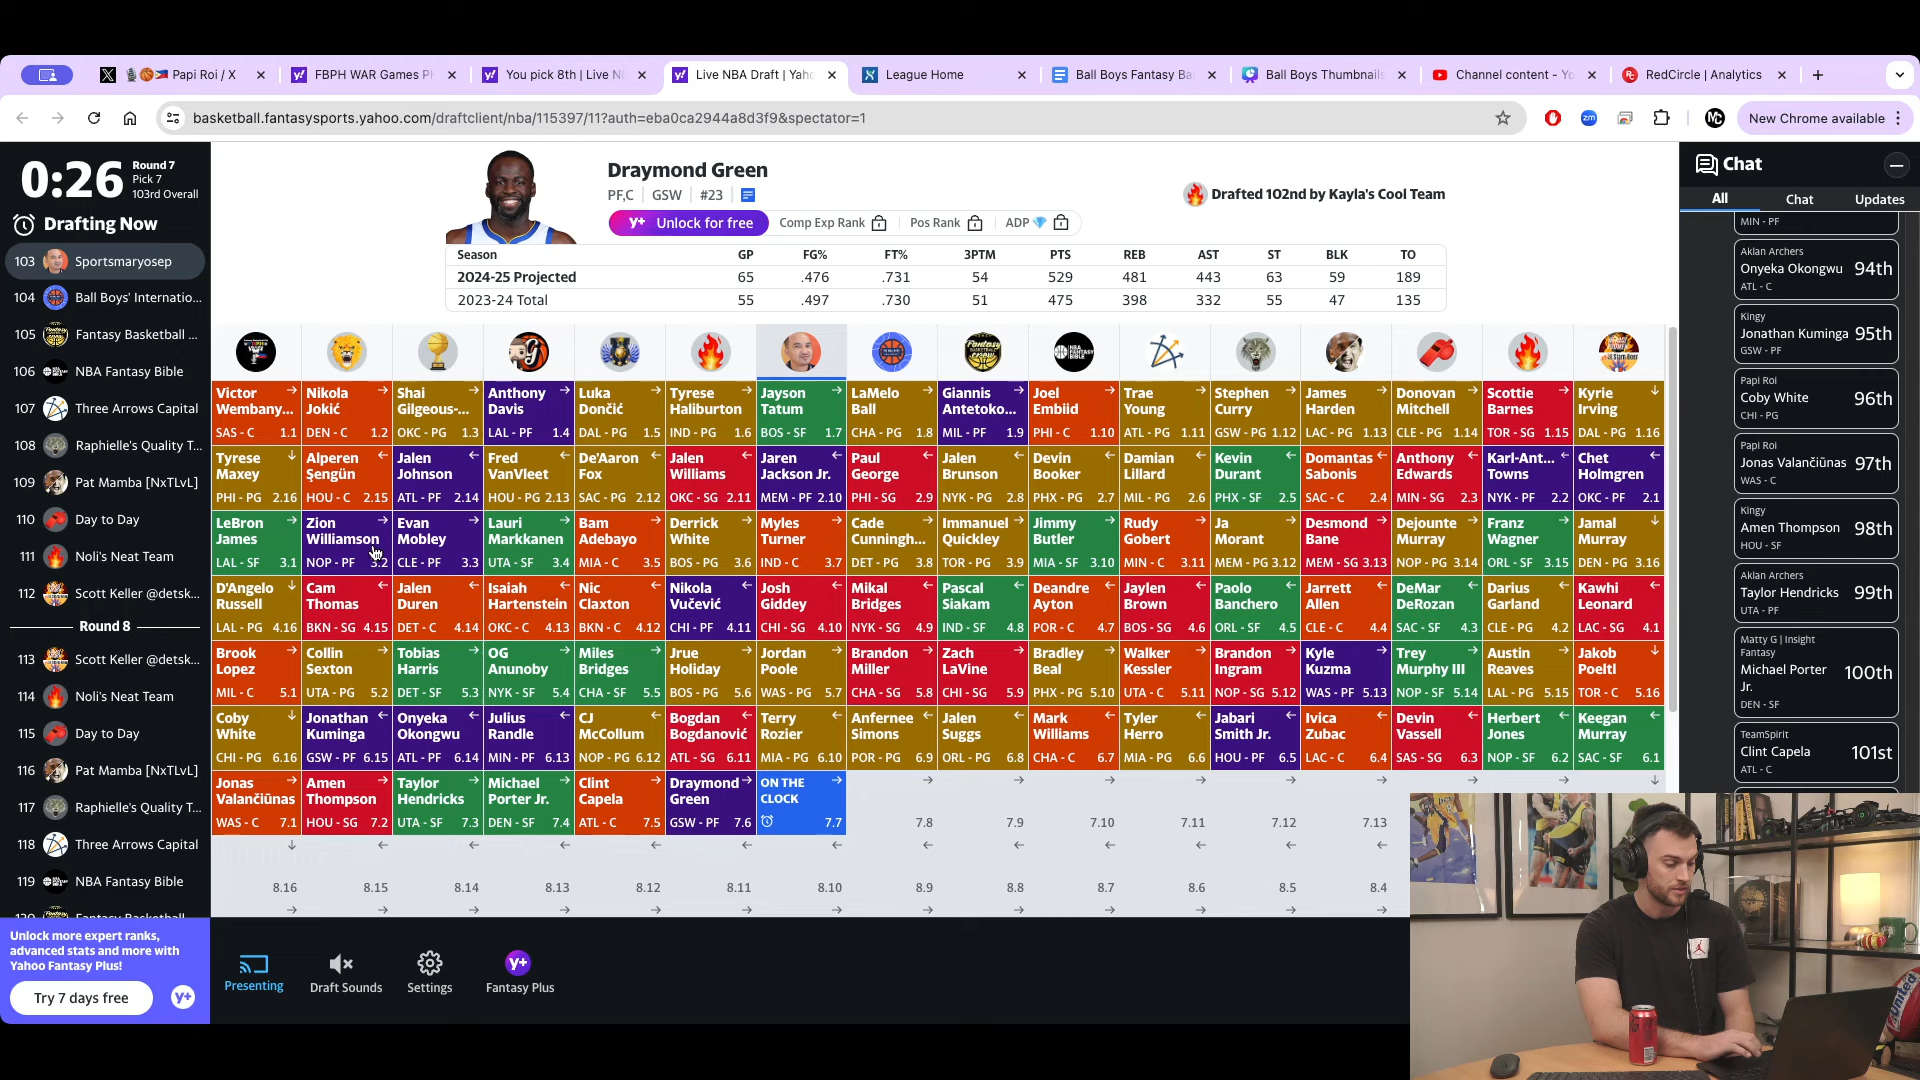 Papi Roi / X
FBPH WAR Games P
You pick 8th | Live N
Live NBA Draft | Yaho
League Home
Ball Boys Fantasy Ba
Ball Boys Thumbnails
Channel content - Yo
RedCircle | Analytics
basketball.fantasysports.yahoo.com/draftclient/nba/115397/11?auth=eba0ca2944a8d3f9&spectator=1
New Chrome available
0:26
Round 7
Pick 7
103rd Overall
Drafting Now
103 Sportsmaryosep
104 Ball Boys' Internatio...
105 Fantasy Basketball ...
106 NBA Fantasy Bible
107 Three Arrows Capital
108 Raphielle's Quality T...
109 Pat Mamba [NxTLvL]
110 Day to Day
111 Noli's Neat Team
112 Scott Keller @detsk...
Round 8
113 Scott Keller @detsk...
114 Noli's Neat Team
115 Day to Day
116 Pat Mamba [NxTLvL]
117 Raphielle's Quality T...
118 Three Arrows Capital
119 NBA Fantasy Bible
Unlock more expert ranks,
advanced stats and more with
Yahoo Fantasy Plus!
Try 7 days free
y+
Draymond Green
PF,C GSW #23
y+ Unlock for free Comp Exp Rank Pos Rank ADP
Drafted 102nd by Kayla's Cool Team
Season GP FG% FT% 3PTM PTS REB AST ST BLK TO
2024-25 Projected 65 .476 .731 54 529 481 443 63 59 189
2023-24 Total 55 .497 .730 51 475 398 332 55 47 135
Victor Nikola Shai Anthony Luka Tyrese Jayson LaMelo Giannis Joel Trae Stephen James Donovan Scottie Kyrie
Wembany... Jokić Gilgeous-... Davis Dončić Haliburton Tatum Ball Antetoko... Embiid Young Curry Harden Mitchell Barnes Irving
SAS - C 1.1 DEN - C 1.2 OKC - PG 1.3 LAL - PF 1.4 DAL - PG 1.5 IND - PG 1.6 BOS - SF 1.7 CHA - PG 1.8 MIL - PF 1.9 PHI - C 1.10 ATL - PG 1.11 GSW - PG 1.12 LAC - PG 1.13 CLE - PG 1.14 TOR - SG 1.15 DAL - PG 1.16
Tyrese Alperen Jalen Fred De'Aaron Jalen Jaren Paul Jalen Devin Damian Kevin Domantas Anthony Karl-Ant... Chet
Maxey Şengün Johnson VanVleet Fox Williams Jackson Jr. George Brunson Booker Lillard Durant Sabonis Edwards Towns Holmgren
PHI - PG 2.16 HOU - C 2.15 ATL - PF 2.14 HOU - PG 2.13 SAC - PG 2.12 OKC - SG 2.11 MEM - PF 2.10 PHI - SG 2.9 NYK - PG 2.8 PHX - PG 2.7 MIL - PG 2.6 PHX - SF 2.5 SAC - C 2.4 MIN - SG 2.3 NYK - PF 2.2 OKC - PF 2.1
LeBron Zion Evan Lauri Bam Derrick Myles Cade Immanuel Jimmy Rudy Ja Desmond Dejounte Franz Jamal
James Williamson Mobley Markkanen Adebayo White Turner Cunningh... Quickley Butler Gobert Morant Bane Murray Wagner Murray
LAL - SF 3.1 NOP - PF 3.2 CLE - PF 3.3 UTA - SF 3.4 MIA - C 3.5 BOS - PG 3.6 IND - C 3.7 DET - PG 3.8 TOR - PG 3.9 MIA - SF 3.10 MIN - C 3.11 MEM - PG 3.12 MEM - SG 3.13 NOP - PG 3.14 ORL - SF 3.15 DEN - PG 3.16
D'Angelo Cam Jalen Isaiah Nic Nikola Josh Mikal Pascal Deandre Jaylen Paolo Jarrett DeMar Darius Kawhi
Russell Thomas Duren Hartenstein Claxton Vučević Giddey Bridges Siakam Ayton Brown Banchero Allen DeRozan Garland Leonard
LAL - PG 4.16 BKN - SG 4.15 DET - C 4.14 OKC - C 4.13 BKN - C 4.12 CHI - PF 4.11 CHI - SG 4.10 NYK - SG 4.9 IND - SF 4.8 POR - C 4.7 BOS - SG 4.6 ORL - SF 4.5 CLE - C 4.4 SAC - SF 4.3 CLE - PG 4.2 LAC - SG 4.1
Brook Collin Tobias OG Miles Jrue Jordan Brandon Zach Bradley Walker Brandon Kyle Trey Austin Jakob
Lopez Sexton Harris Anunoby Bridges Holiday Poole Miller LaVine Beal Kessler Ingram Kuzma Murphy III Reaves Poeltl
MIL - C 5.1 UTA - PG 5.2 DET - SF 5.3 NYK - SF 5.4 CHA - SF 5.5 BOS - PG 5.6 WAS - PG 5.7 CHA - SG 5.8 CHI - SG 5.9 PHX - PG 5.10 UTA - C 5.11 NOP - SG 5.12 WAS - PF 5.13 NOP - SF 5.14 LAL - PG 5.15 TOR - C 5.16
Coby Jonathan Onyeka Julius CJ Bogdan Terry Anfernee Jalen Mark Tyler Jabari Ivica Devin Herbert Keegan
White Kuminga Okongwu Randle McCollum Bogdanović Rozier Simons Suggs Williams Herro Smith Jr. Zubac Vassell Jones Murray
CHI - PG 6.16 GSW - PF 6.15 ATL - PF 6.14 MIN - PF 6.13 NOP - PG 6.12 ATL - SG 6.11 MIA - PG 6.10 POR - PG 6.9 ORL - PG 6.8 CHA - C 6.7 MIA - PG 6.6 HOU - PF 6.5 LAC - C 6.4 SAS - SG 6.3 NOP - SF 6.2 SAC - SF 6.1
Jonas Amen Taylor Michael Clint Draymond ON THE
Valančiūnas Thompson Hendricks Porter Jr. Capela Green CLOCK
WAS - C 7.1 HOU - SG 7.2 UTA - SF 7.3 DEN - SF 7.4 ATL - C 7.5 GSW - PF 7.6 7.7 7.8 7.9 7.10 7.11 7.12 7.13
8.16 8.15 8.14 8.13 8.12 8.11 8.10 8.9 8.8 8.7 8.6 8.5 8.4
Presenting
Draft Sounds
Settings
Fantasy Plus
Chat
All Chat Updates
MIN - PF
Aklan Archers
Onyeka Okongwu 94th
ATL - C
Kingy
Jonathan Kuminga 95th
GSW - PF
Papi Roi
Coby White 96th
CHI - PG
Papi Roi
Jonas Valančiūnas 97th
WAS - C
Kingy
Amen Thompson 98th
HOU - SF
Aklan Archers
Taylor Hendricks 99th
UTA - PF
Matty G | Insight
Fantasy
Michael Porter
Jr. 100th
DEN - SF
TeamSpirit
Clint Capela 101st
ATL - C